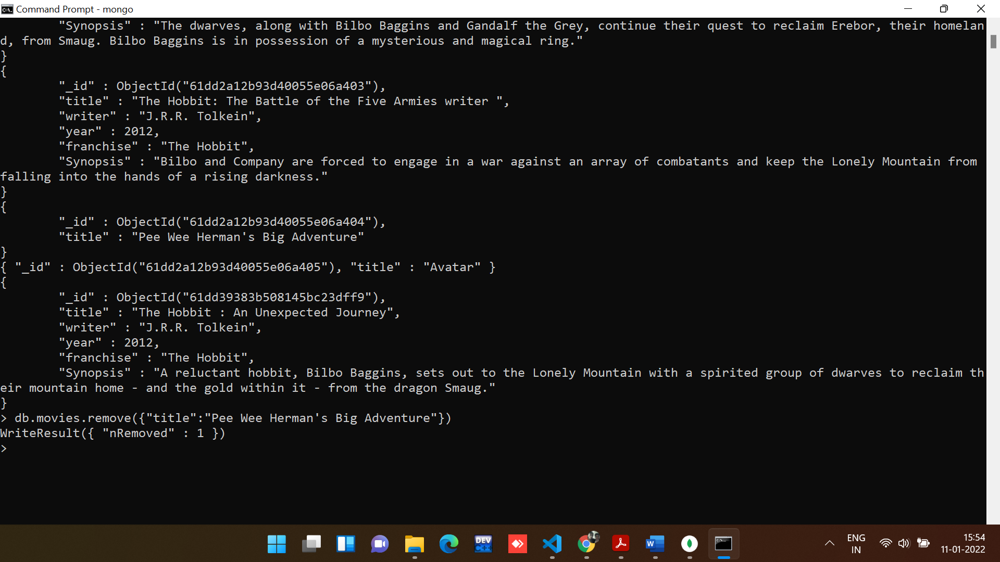 Command Prompt - mongo
"Synopsis" : "The dwarves, along with Bilbo Baggins and Gandalf the Grey, continue their quest to reclaim Erebor, their homelan
d, from Smaug. Bilbo Baggins is in possession of a mysterious and magical ring."
}
{
"_id" : ObjectId("61dd2a12b93d40055e06a403"),
"title" : "The Hobbit: The Battle of the Five Armies writer ",
"writer" : "J.R.R. Tolkein",
"year" : 2012,
"franchise" : "The Hobbit",
"Synopsis" : "Bilbo and Company are forced to engage in a war against an array of combatants and keep the Lonely Mountain from
falling into the hands of a rising darkness."
}
{
"_id" : ObjectId("61dd2a12b93d40055e06a404"),
"title" : "Pee Wee Herman's Big Adventure"
}
{ "_id" : ObjectId("61dd2a12b93d40055e06a405"), "title" : "Avatar" }
{
"_id" : ObjectId("61dd39383b508145bc23dff9"),
"title" : "The Hobbit : An Unexpected Journey",
"writer" : "J.R.R. Tolkein",
"year" : 2012,
"franchise" : "The Hobbit",
"Synopsis" : "A reluctant hobbit, Bilbo Baggins, sets out to the Lonely Mountain with a spirited group of dwarves to reclaim th
eir mountain home - and the gold within it - from the dragon Smaug."
}
> db.movies.remove({"title":"Pee Wee Herman's Big Adventure"})
WriteResult({ "nRemoved" : 1 })
>
DEV
C++
W
ENG
IN
15:54
11-01-2022